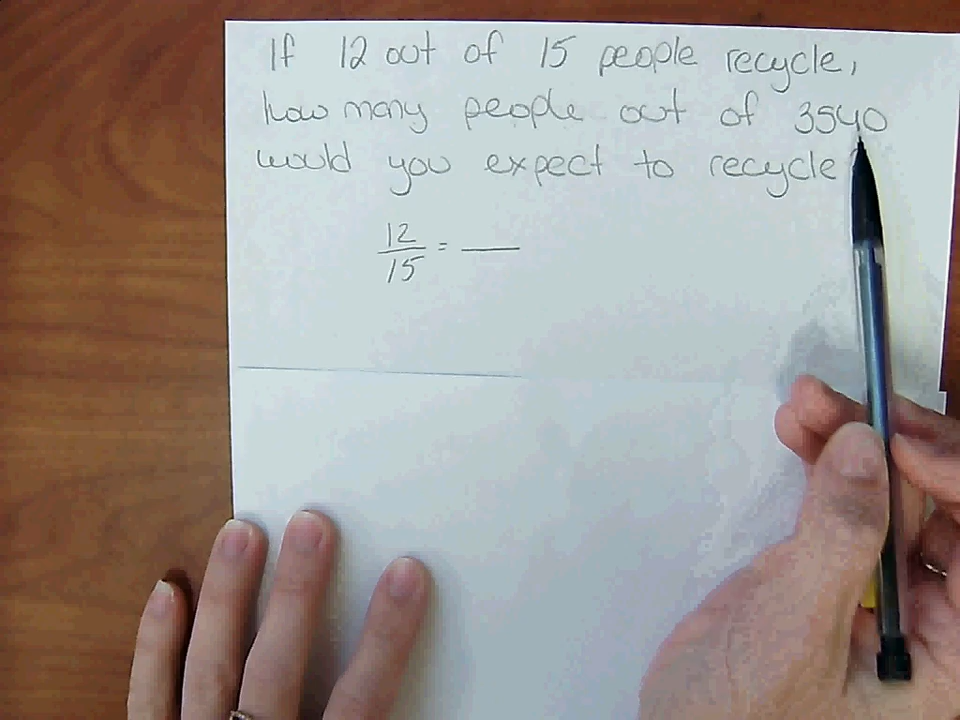 If 12 out of 15 people recycle,
how many people out of 3540
would you expect to recycle
12/15 = ___